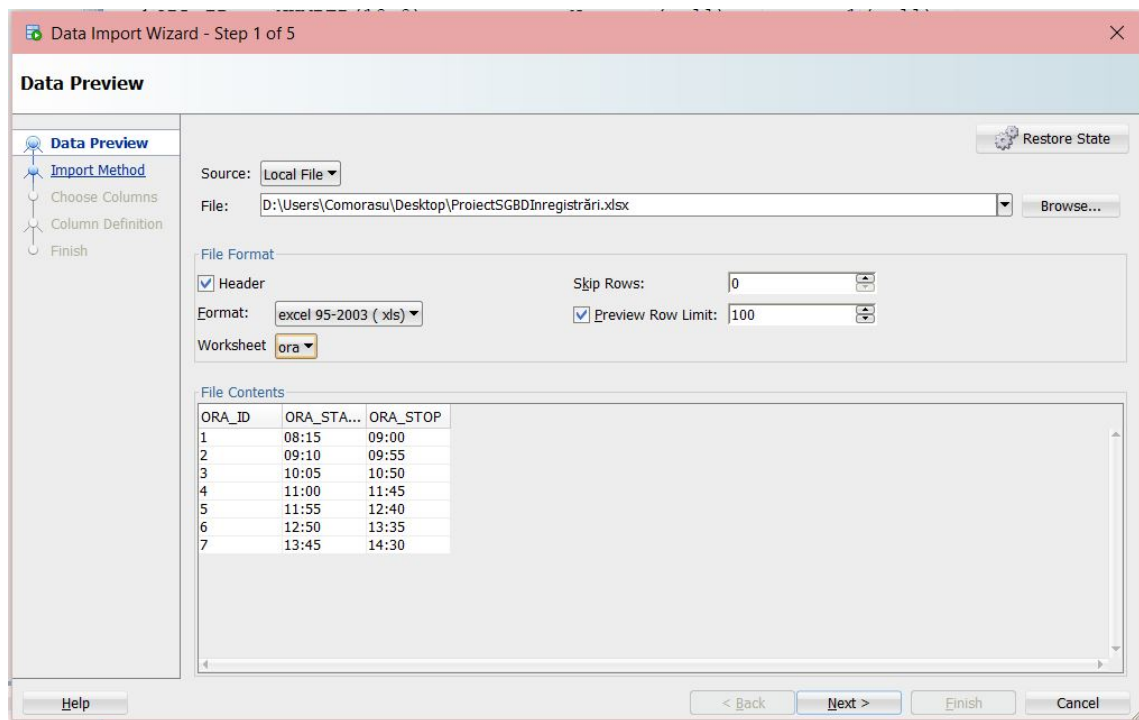 Data Import Wizard - Step 1 of 5
Data Preview
Data Preview
Import Method
Choose Columns
Column Definition
Finish
Restore State
Source: Local File
File: D:\Users\Comorasu\Desktop\ProiectSGBDInregistrări.xlsx Browse...
File Format
Header Skip Rows: 0
Format: excel 95-2003 ( xls) Preview Row Limit: 100
Worksheet ora
File Contents
ORA_ID ORA_STA... ORA_STOP
1 08:15 09:00
2 09:10 09:55
3 10:05 10:50
4 11:00 11:45
5 11:55 12:40
6 12:50 13:35
7 13:45 14:30
Help < Back Next > Finish Cancel